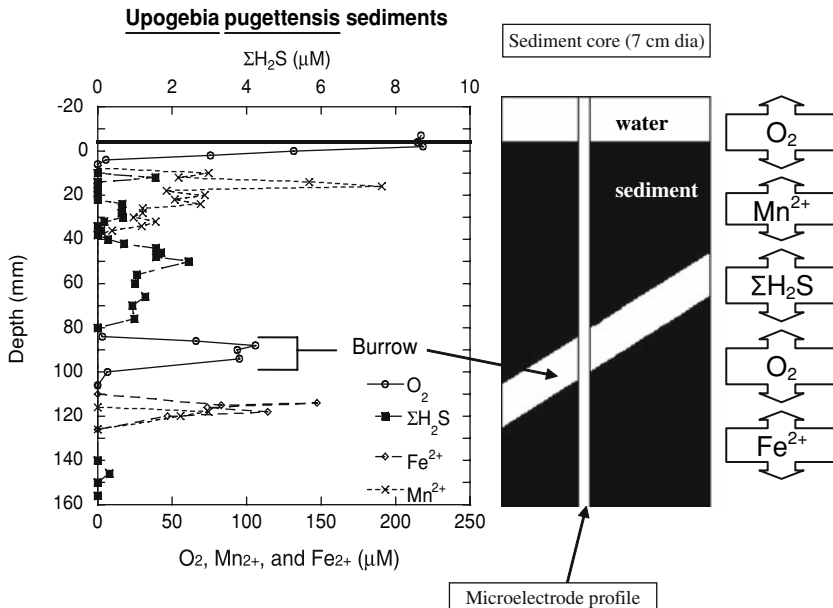 Upogebia pugettensis sediments
ΣH₂S (μM)
0 2 4 6 8 10
-20
0
20
40
60
80
100
120
140
160
Depth (mm)
0 50 100 150 200 250
O₂, Mn₂₊, and Fe₂₊ (μM)
Burrow
O₂
ΣH₂S
Fe²⁺
Mn²⁺
Sediment core (7 cm dia)
water
sediment
Microelectrode profile
O₂
Mn²⁺
ΣH₂S
O₂
Fe²⁺